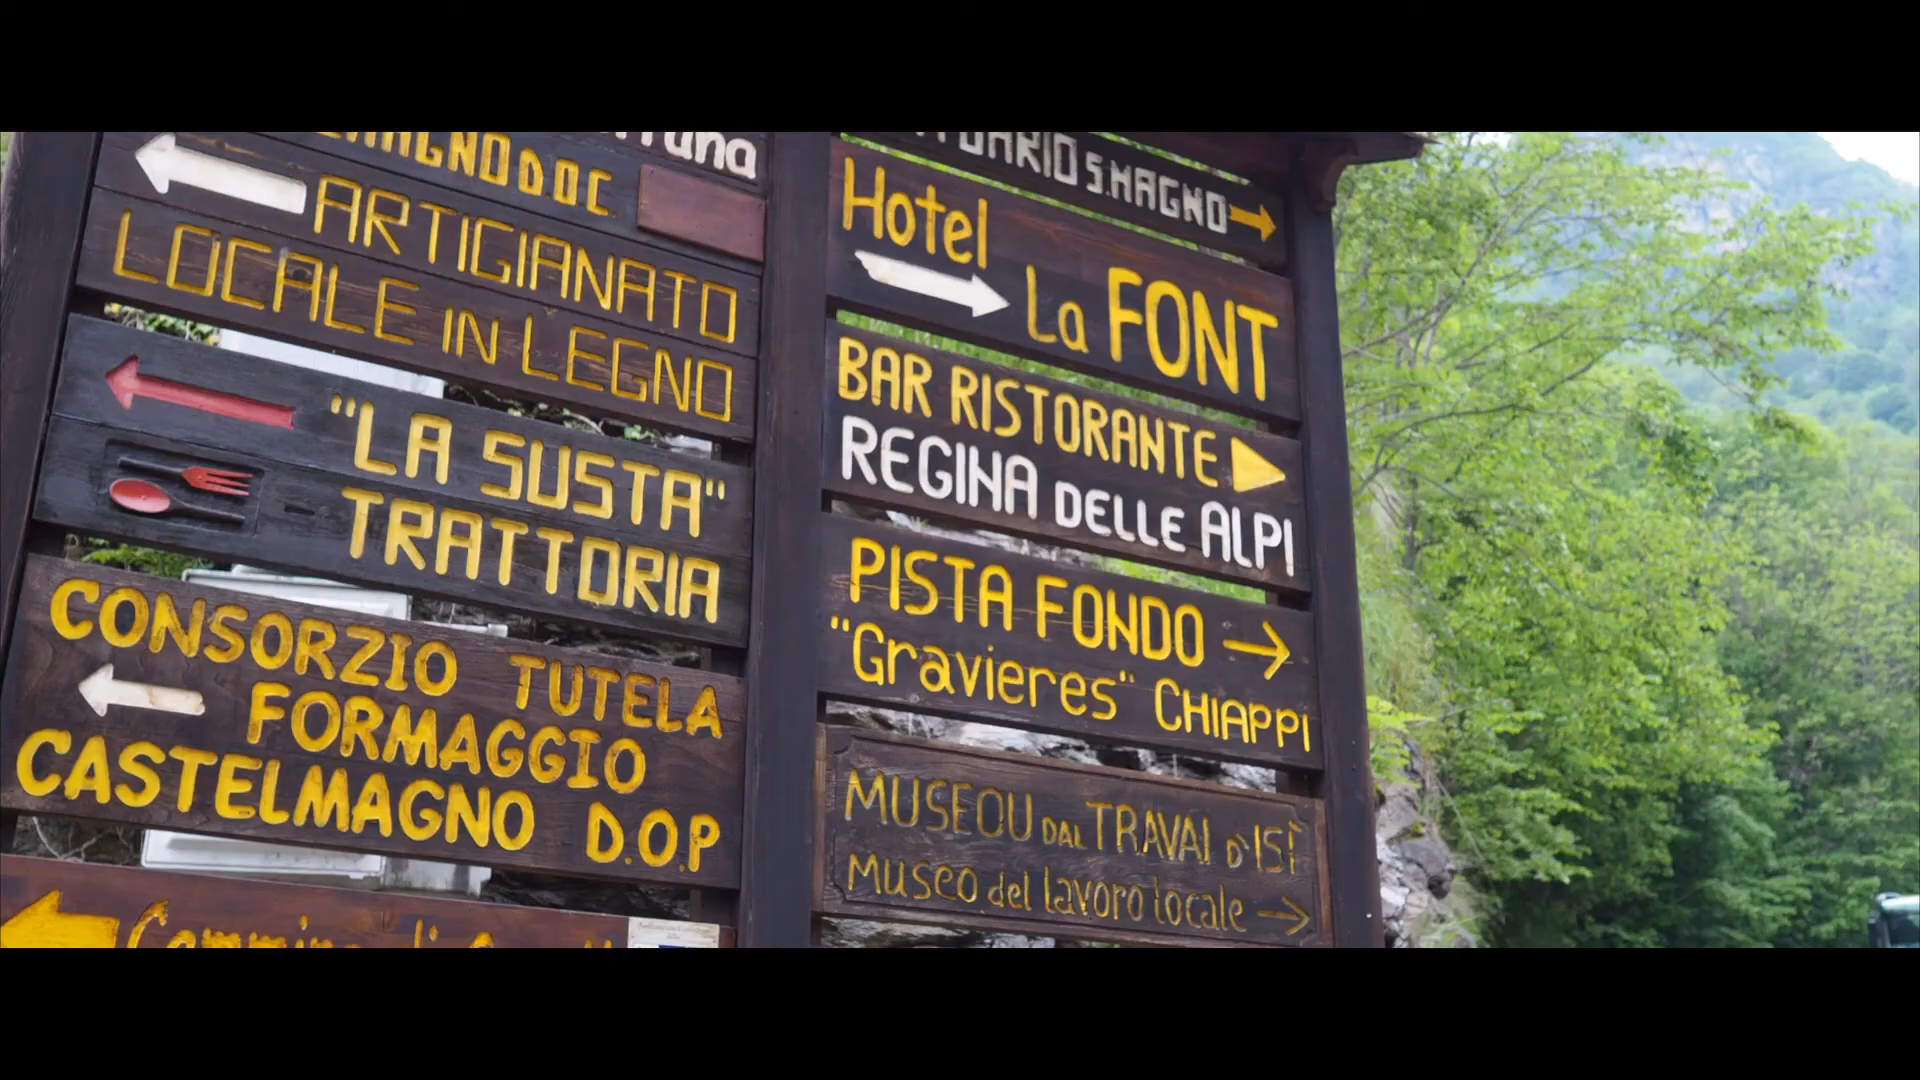 MAGNO D O C.
ARTIGIANATO
LOCALE IN LEGNO
"LA SUSTA"
TRATTORIA
CONSORZIO TUTELA
FORMAGGIO
CASTELMAGNO D.O.P
S.MAGNO
Hotel
La FONT
BAR RISTORANTE
REGINA DELLE ALPI
PISTA FONDO
"Gravieres" CHIAPPI
MUSEOU DAL TRAVAI D'ISÌ
MUSEO del lavoro locale